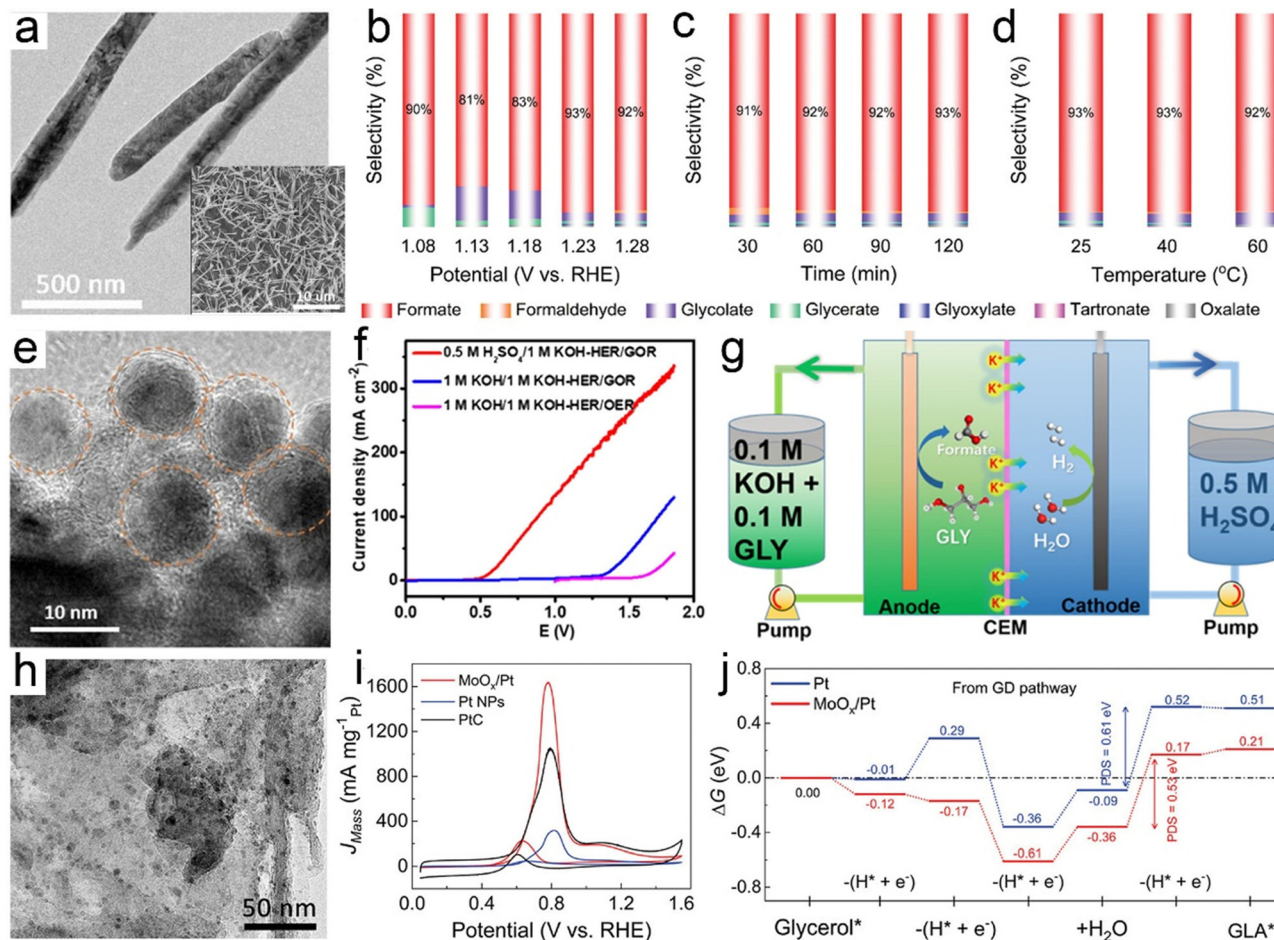 a
500 nm
10 um
b
Selectivity (%)
90%
81%
83%
93%
92%
1.08
1.13
1.18
1.23
1.28
Potential (V vs. RHE)
c
Selectivity (%)
91%
92%
92%
93%
30
60
90
120
Time (min)
d
Selectivity (%)
93%
93%
92%
25
40
60
Temperature (°C)
Formate
Formaldehyde
Glycolate
Glycerate
Glyoxylate
Tartronate
Oxalate
e
10 nm
f
Current density (mA cm⁻²)
300
200
100
0
0.0
0.5
1.0
1.5
2.0
E (V)
0.5 M H₂SO₄/1 M KOH-HER/GOR
1 M KOH/1 M KOH-HER/GOR
1 M KOH/1 M KOH-HER/OER
g
0.1 M
KOH +
0.1 M
GLY
Pump
Formate
GLY
Anode
K⁺
K⁺
K⁺
K⁺
K⁺
K⁺
CEM
H₂
H₂O
Cathode
0.5 M
H₂SO₄
Pump
h
50 nm
i
J_Mass (mA mg⁻¹_Pt)
1600
1200
800
400
0
0.0
0.4
0.8
1.2
1.6
Potential (V vs. RHE)
MoOₓ/Pt
Pt NPs
PtC
j
ΔG (eV)
0.8
0.4
0.0
-0.4
-0.8
Pt
MoOₓ/Pt
From GD pathway
0.00
-0.01
-0.12
0.29
-0.17
-0.36
-0.61
-0.09
-0.36
PDS = 0.61 eV
0.52
0.17
PDS = 0.53 eV
0.51
0.21
-(H* + e⁻)
-(H* + e⁻)
-(H* + e⁻)
Glycerol*
-(H* + e⁻)
+H₂O
GLA*